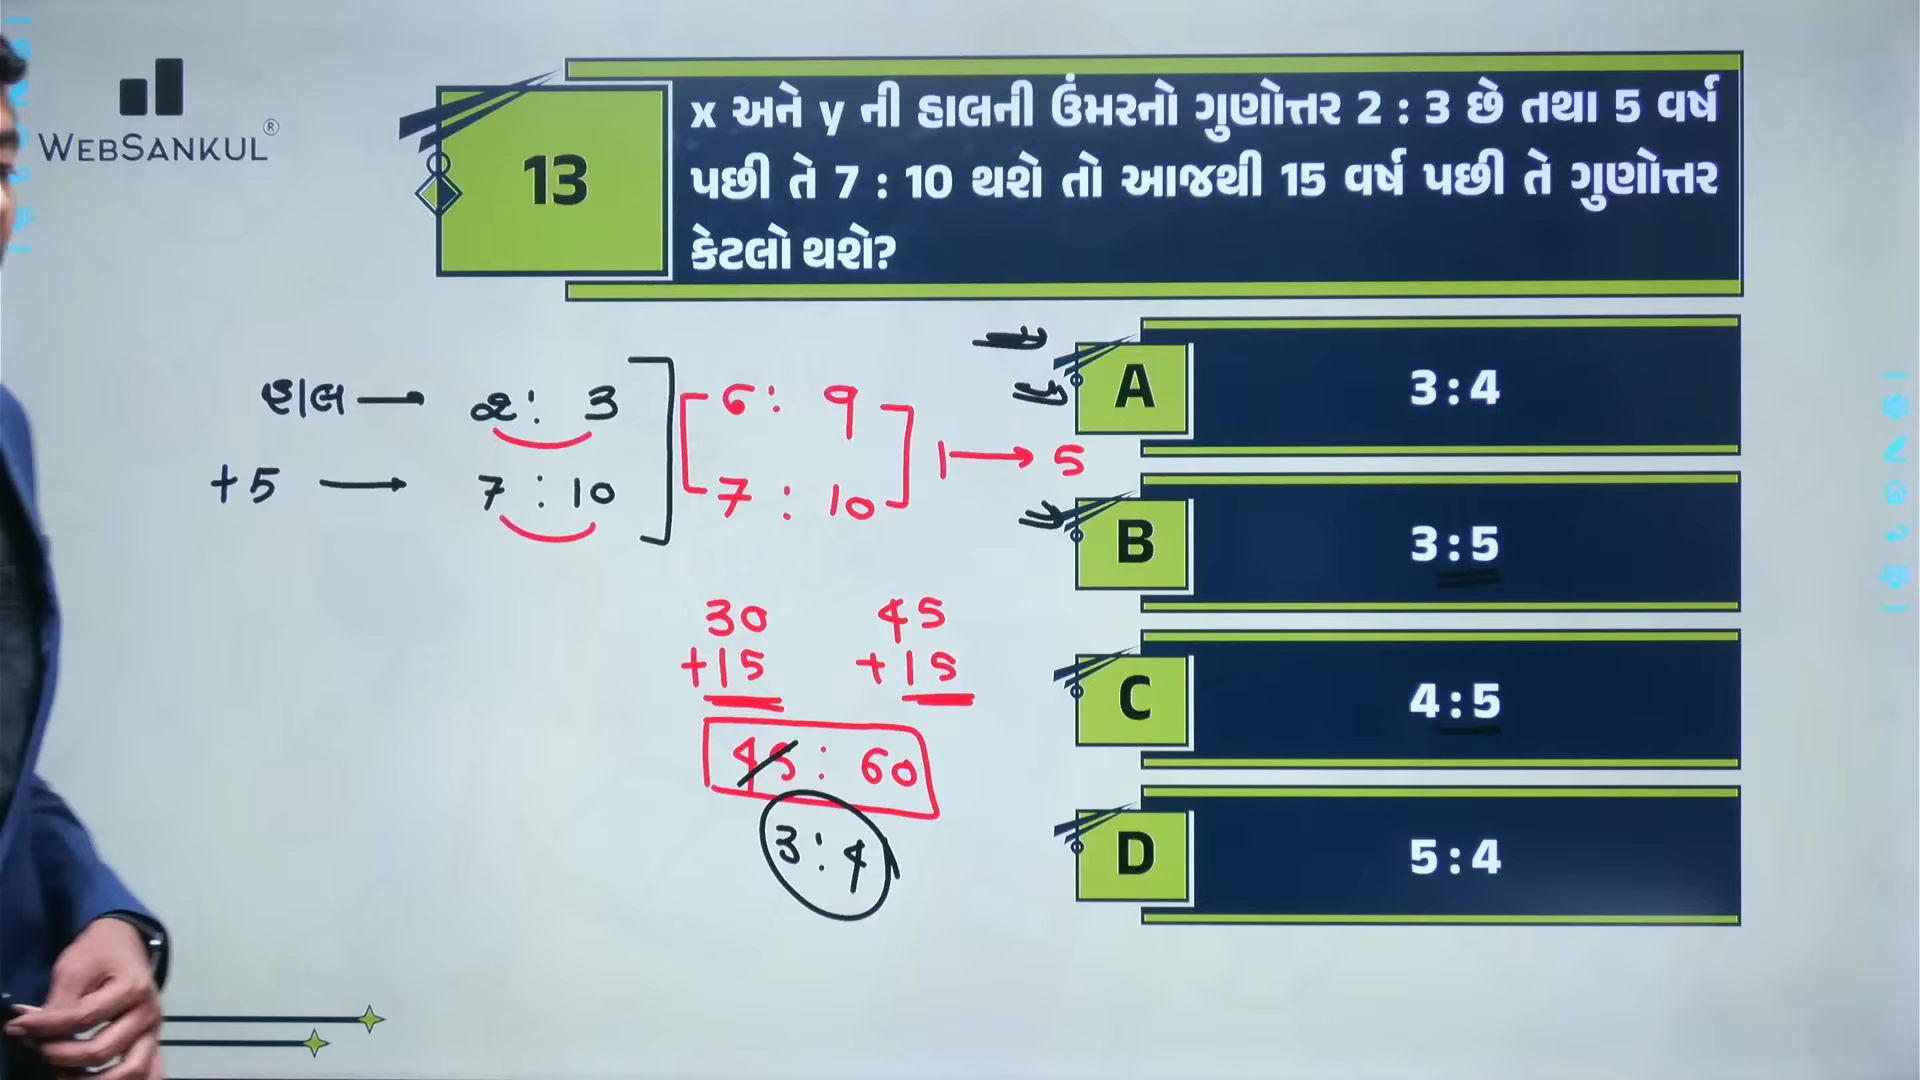 WEBSANKUL®
13
x અને y ની હાલની ઉંમરનો ગુણોત્તર 2 : 3 છે તથા 5 વર્ષ
પછી તે 7 : 10 થશે તો આજથી 15 વર્ષ પછી તે ગુણોત્તર
કેટલો થશે?
હાલ → 2 : 3
+5 → 7 : 10
6 : 9
7 : 10
1 → 5
30 45
+15 +15
45 : 60
3 : 4
A 3:4
B 3:5
C 4:5
D 5:4